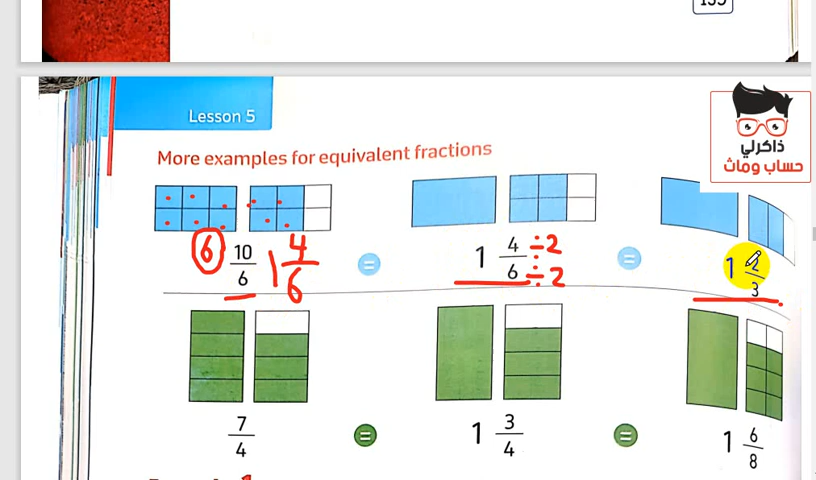 135
Lesson 5
More examples for equivalent fractions
ذاكرلي
حساب وماث
6 10/6 1 4/6 = 1 4/6 ÷2 ÷2 = 1 2/3
7/4 = 1 3/4 = 1 6/8